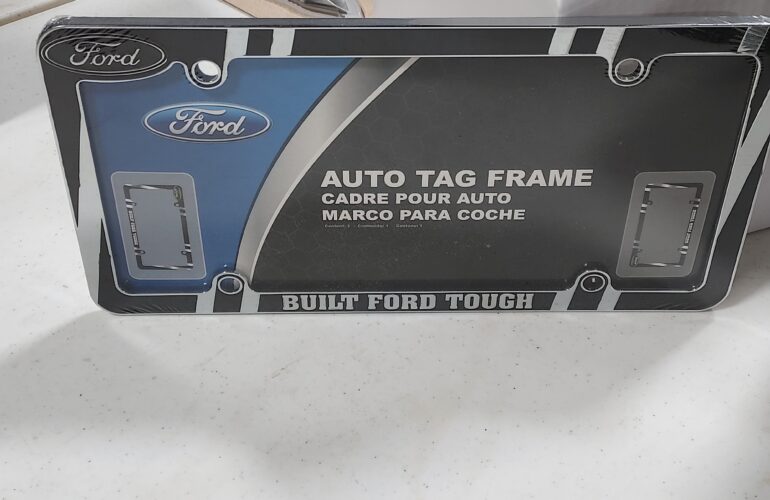 Ford
Ford
AUTO TAG FRAME
CADRE POUR AUTO
MARCO PARA COCHE
BUILT FORD TOUGH